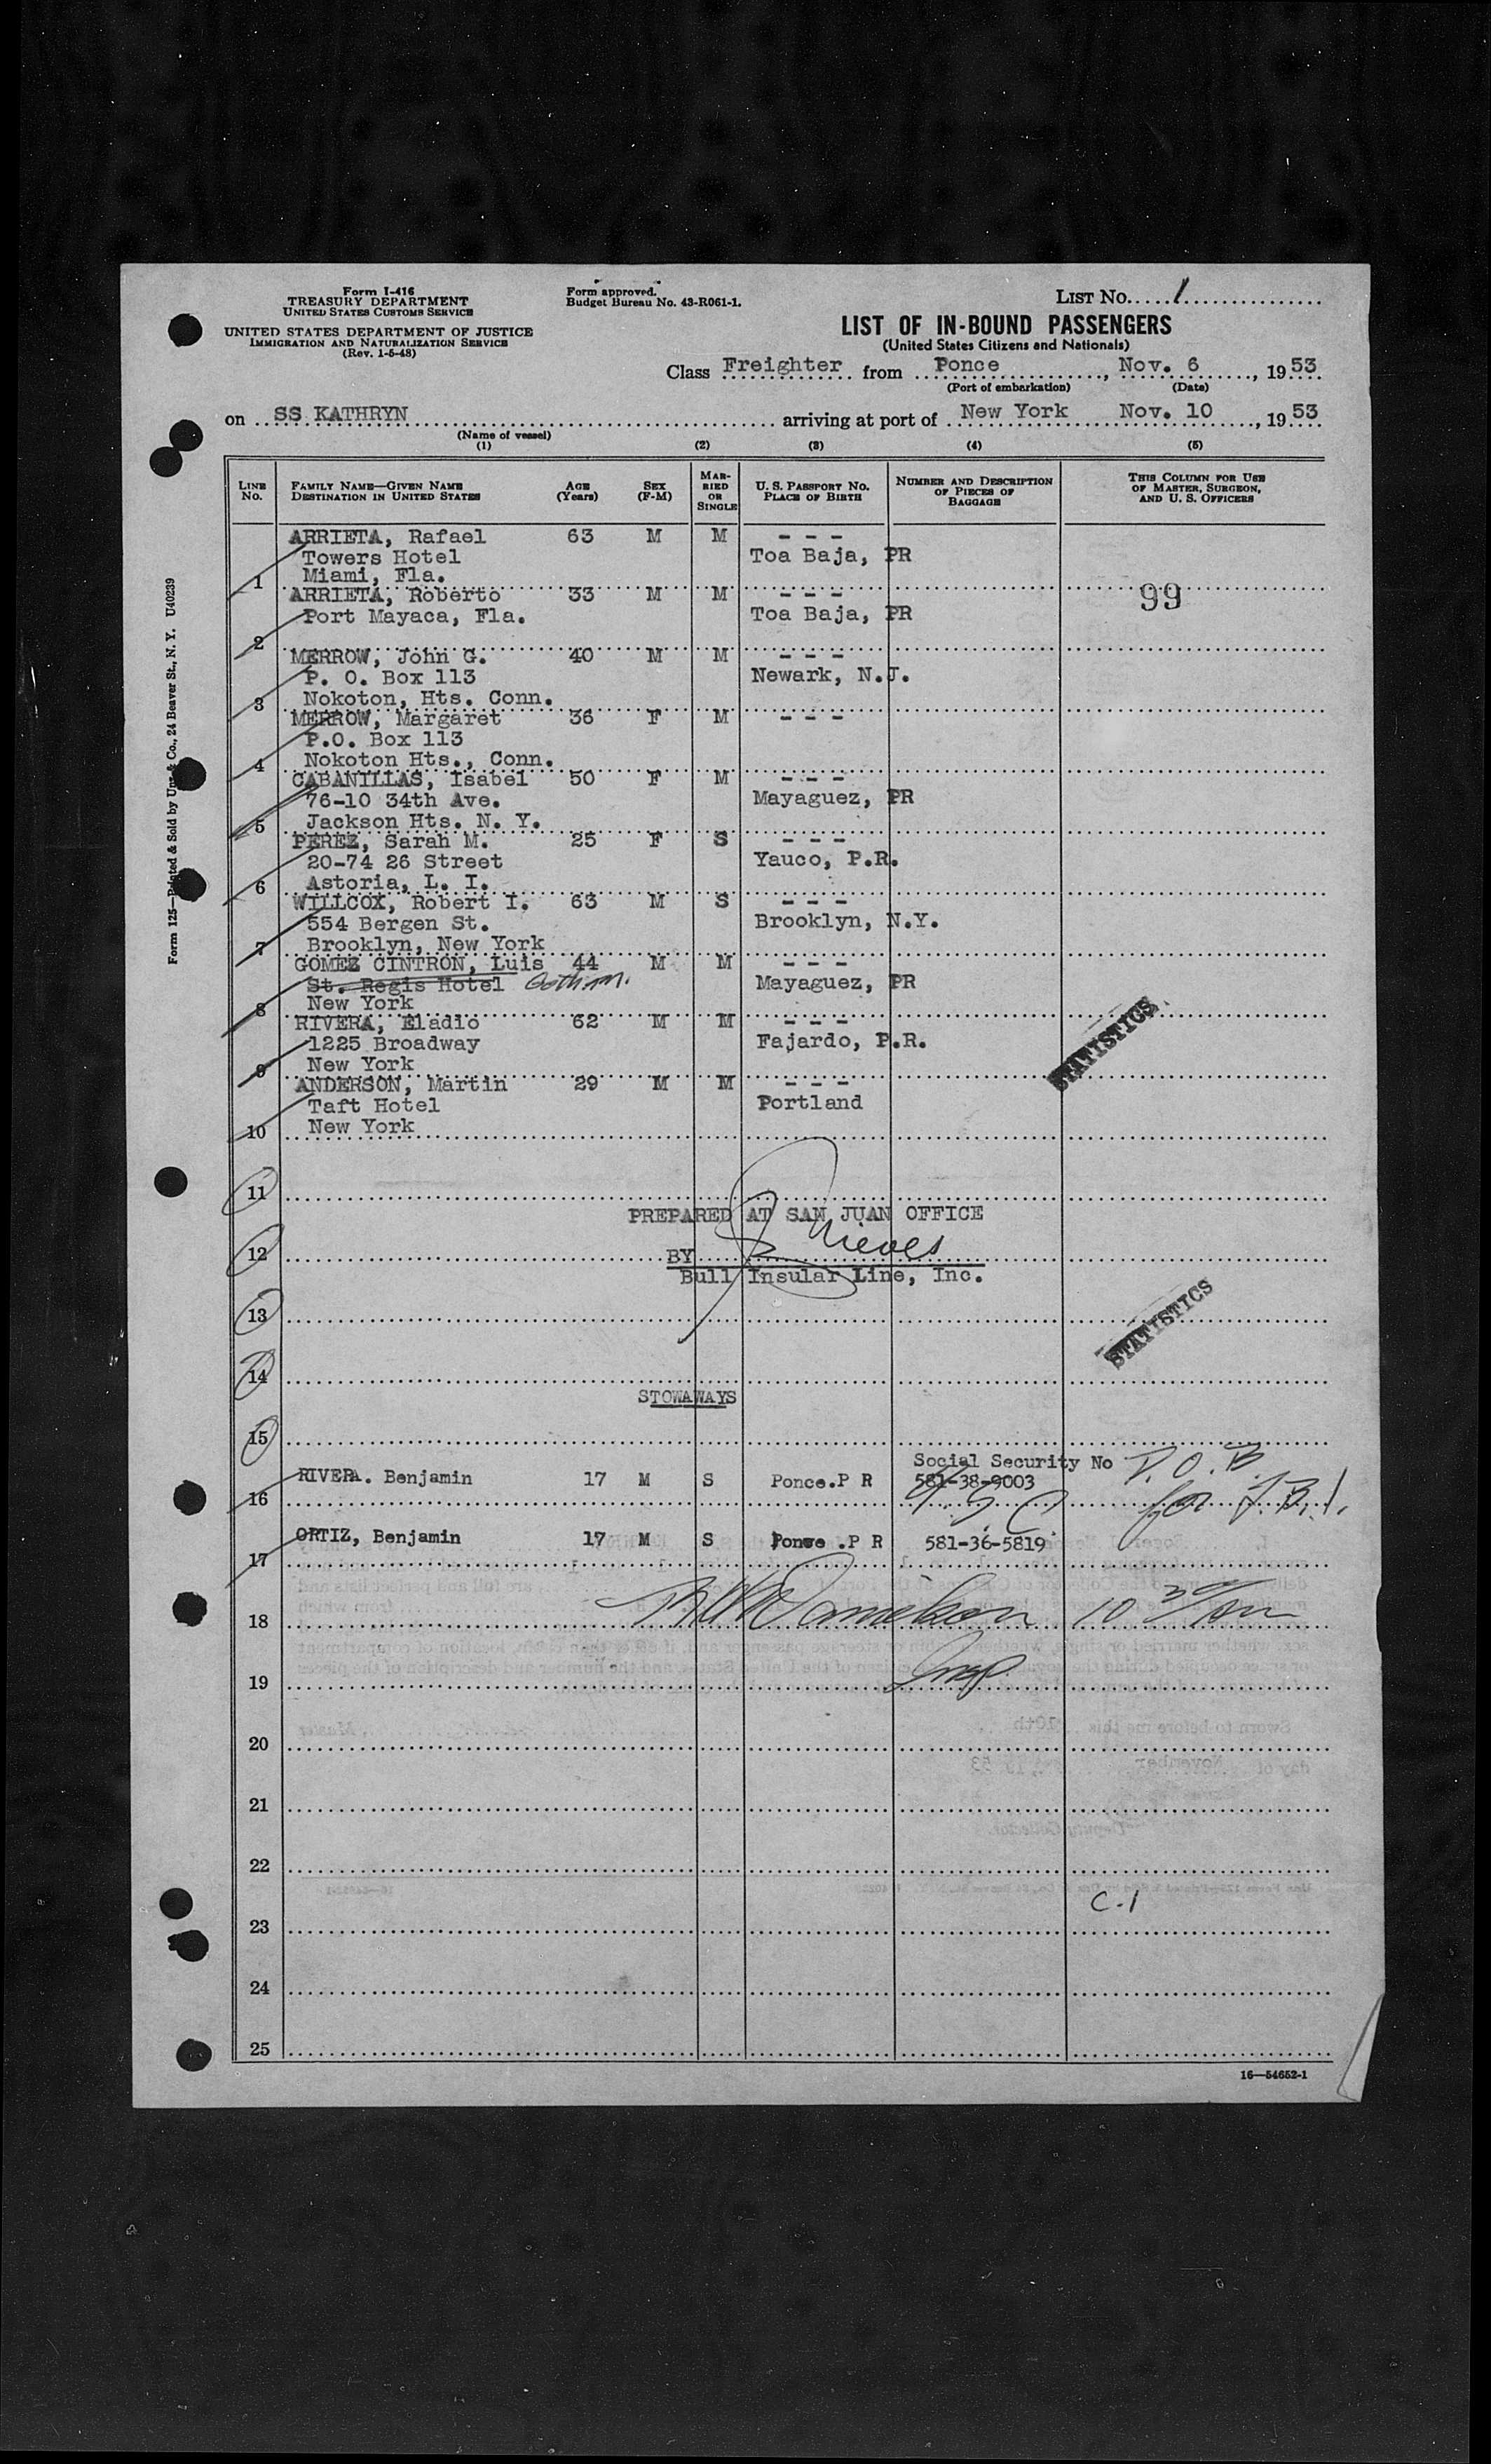 Form I-416
TREASURY DEPARTMENT
UNITED STATES CUSTOMS SERVICE
UNITED STATES DEPARTMENT OF JUSTICE
IMMIGRATION AND NATURALIZATION SERVICE
(Rev. 1-5-48)
Form approved.
Budget Bureau No. 43-R061-1.
LIST NO. 1
LIST OF IN-BOUND PASSENGERS
(United States Citizens and Nationals)
Class Freighter from Ponce, Nov. 6, 1953
(Port of embarkation) (Date)
on SS KATHRYN arriving at port of New York Nov. 10, 1953
(Name of vessel)
(1) (2) (3) (4) (5)
LINE NO.
FAMILY NAME—GIVEN NAME
DESTINATION IN UNITED STATES
AGE (Years)
SEX (F-M)
MARRIED OR SINGLE
U. S. PASSPORT NO.
PLACE OF BIRTH
NUMBER AND DESCRIPTION OF PIECES OF BAGGAGE
THIS COLUMN FOR USE OF MASTER, SURGEON, AND U. S. OFFICERS
ARRIETA, Rafael 63 M M - - -
Towers Hotel Toa Baja, PR
1 Miami, Fla.
ARRIETA, Roberto 33 M M - - - 99
Port Mayaca, Fla. Toa Baja, PR
2
MERROW, John G. 40 M M - - -
P. O. Box 113 Newark, N.J.
3 Nokoton, Hts. Conn.
MERROW, Margaret 36 F M - - -
P.O. Box 113
4 Nokoton Hts., Conn.
CABANILLAS, Isabel 50 F M - - -
76-10 34th Ave. Mayaguez, PR
5 Jackson Hts. N. Y.
PEREZ, Sarah M. 25 F S - - -
20-74 26 Street Yauco, P.R.
6 Astoria, L. I.
WILLCOX, Robert I. 63 M S - - -
554 Bergen St. Brooklyn, N.Y.
7 Brooklyn, New York
GOMEZ CINTRON, Luis 44 M M - - -
St. Regis Hotel Gotham. Mayaguez, PR
8 New York
RIVERA, Eladio 62 M M - - -
1225 Broadway Fajardo, P.R.
9 New York
STATISTICS
ANDERSON, Martin 29 M M - - -
Taft Hotel Portland
10 New York
11
PREPARED AT SAN JUAN OFFICE
12 BY Nieves
Bull Insular Line, Inc.
13
STATISTICS
14
STOWAWAYS
15
Social Security No
RIVERA. Benjamin 17 M S Ponce.P R 581-38-9003
16
U.S.C.
P.O.B.
for F.B.I.
ORTIZ, Benjamin 17 M S Ponce .P R 581-36-5819
17
18 10 30/am
19 Insp
20
21
22
C-1
23
24
25
16—54652-1
Form 125—Printed & Sold by Unz & Co., 24 Beaver St., N. Y. U40239